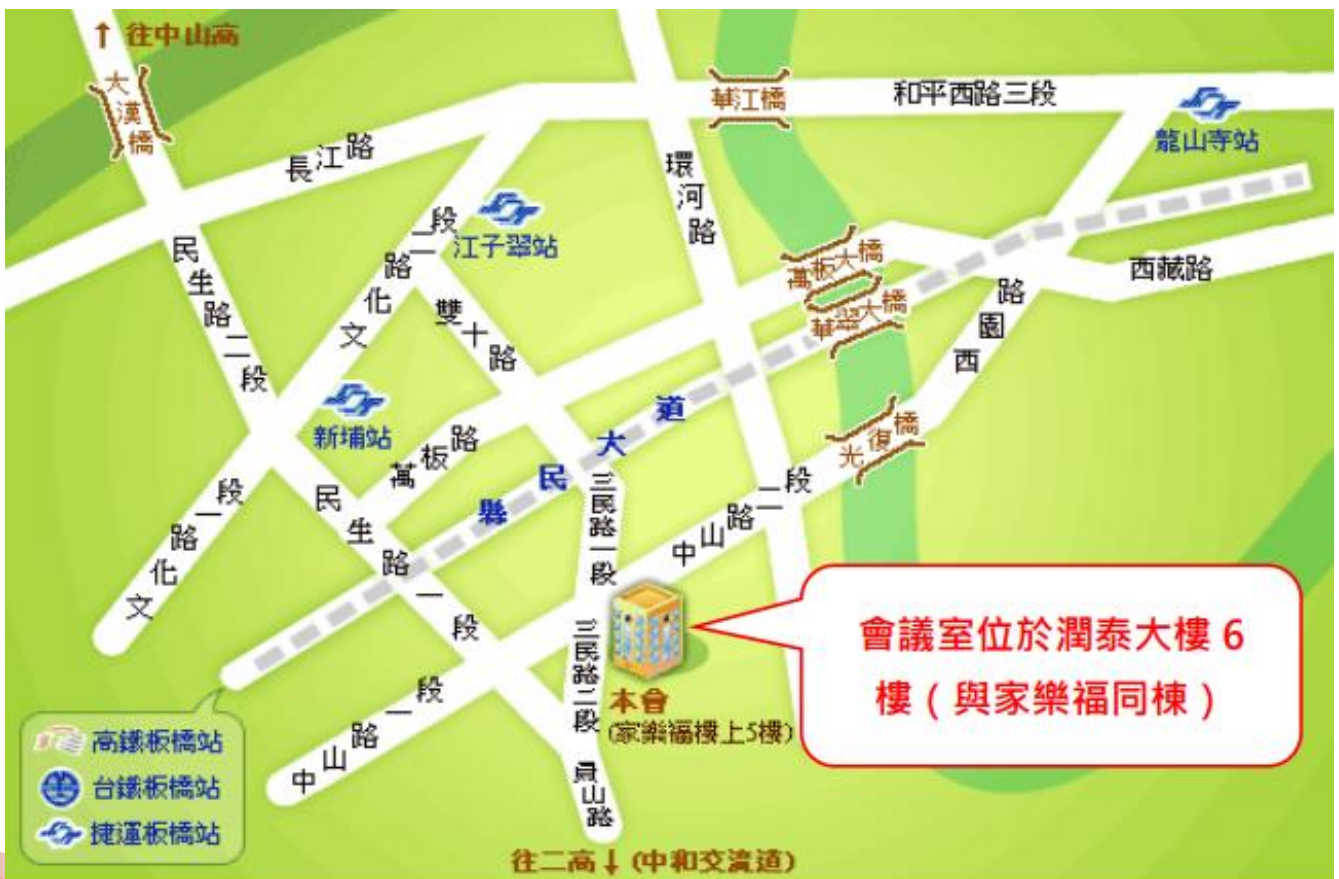 ↑ 往中山高
大漢橋
華江橋
和平西路三段
龍山寺站
長江路
環河路
民生路二段
文化路二段
江子翠站
雙十路
萬板大橋
華翠大橋
西藏路
西園路
新埔站
萬板路
縣民大道
光復橋
文化路一段
民生路一段
三民路一段
中山路二段
三民路二段
本會
(家樂福樓上5樓)
會議室位於潤泰大樓 6
樓(與家樂福同棟)
中山路一段
員山路
高鐵板橋站
台鐵板橋站
捷運板橋站
往二高↓(中和交流道)